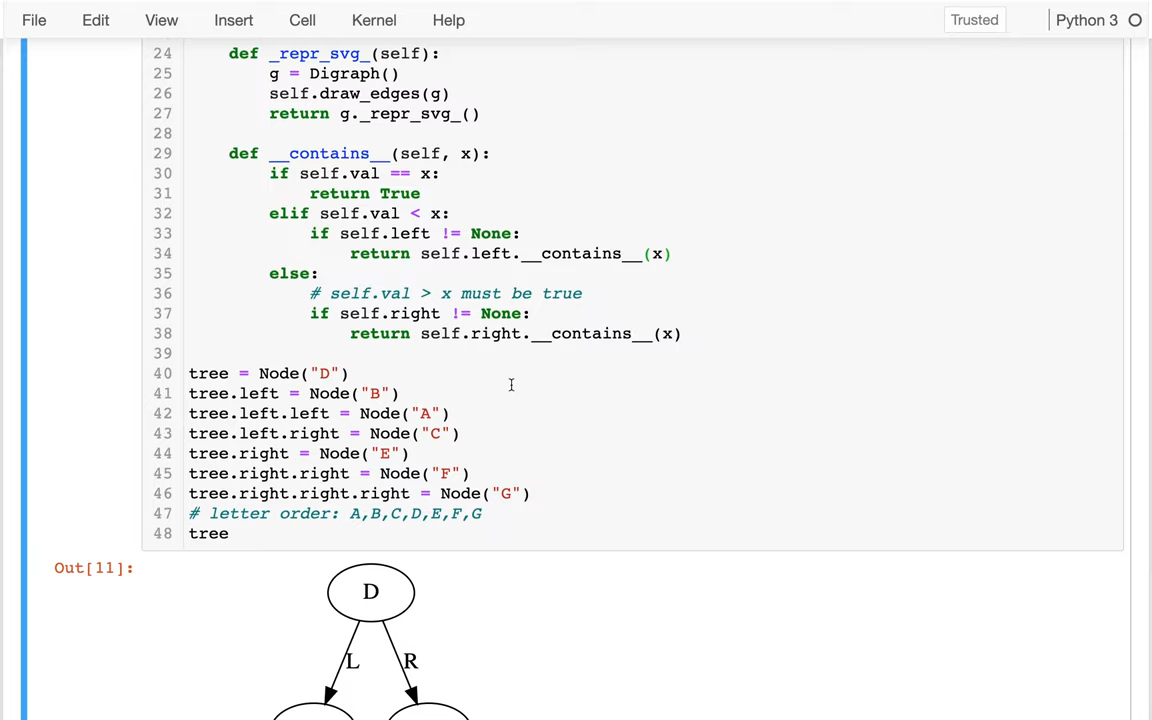 File Edit View Insert Cell Kernel Help Trusted Python 3
24 def _repr_svg_(self):
25 g = Digraph()
26 self.draw_edges(g)
27 return g._repr_svg_()
28
29 def __contains__(self, x):
30 if self.val == x:
31 return True
32 elif self.val < x:
33 if self.left != None:
34 return self.left.__contains__(x)
35 else:
36 # self.val > x must be true
37 if self.right != None:
38 return self.right.__contains__(x)
39
40 tree = Node("D")
41 tree.left = Node("B")
42 tree.left.left = Node("A")
43 tree.left.right = Node("C")
44 tree.right = Node("E")
45 tree.right.right = Node("F")
46 tree.right.right.right = Node("G")
47 # letter order: A,B,C,D,E,F,G
48 tree
Out[11]:
D
L R